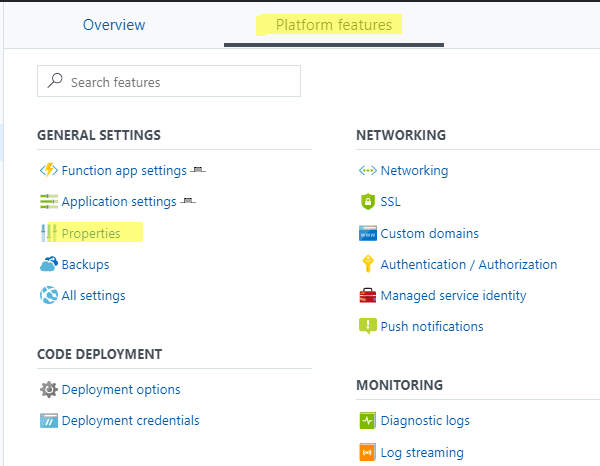 Overview
Platform features
Search features
GENERAL SETTINGS
Function app settings
Application settings
Properties
Backups
All settings
CODE DEPLOYMENT
Deployment options
Deployment credentials
NETWORKING
Networking
SSL
www
Custom domains
Authentication / Authorization
Managed service identity
Push notifications
MONITORING
Diagnostic logs
Log streaming